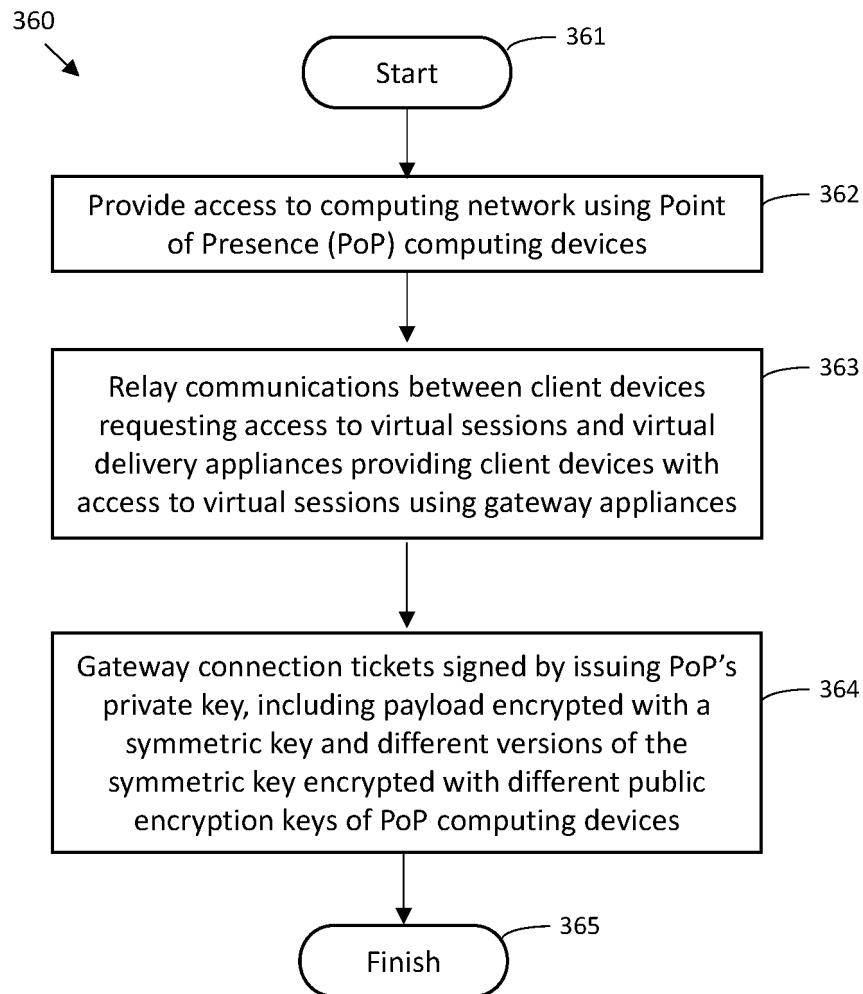 360
361
Start
362
Provide access to computing network using Point
of Presence (PoP) computing devices
363
Relay communications between client devices
requesting access to virtual sessions and virtual
delivery appliances providing client devices with
access to virtual sessions using gateway appliances
Gateway connection tickets signed by issuing PoP’s
private key, including payload encrypted with a
364
symmetric key and different versions of the
symmetric key encrypted with different public
encryption keys of PoP computing devices
365
Finish